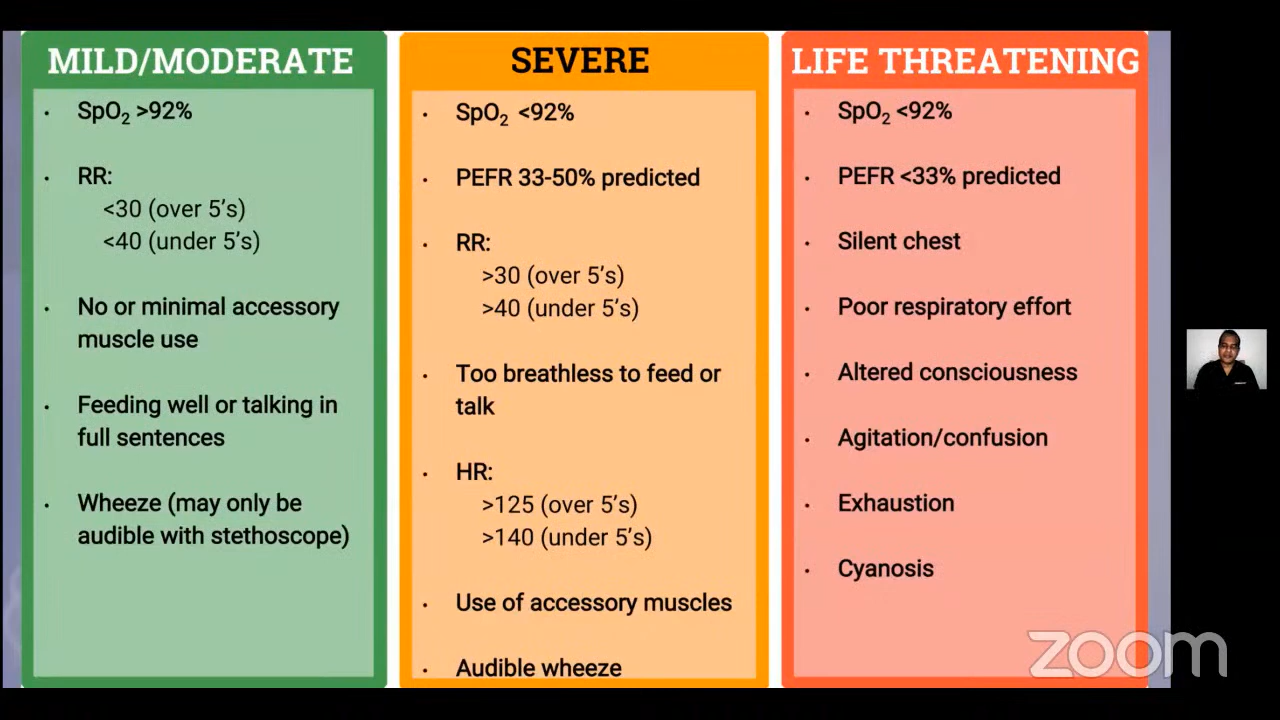 MILD/MODERATE
· SpO₂ >92%
· RR:
<30 (over 5’s)
<40 (under 5’s)
· No or minimal accessory
muscle use
· Feeding well or talking in
full sentences
· Wheeze (may only be
audible with stethoscope)
SEVERE
· SpO₂ <92%
· PEFR 33-50% predicted
· RR:
>30 (over 5’s)
>40 (under 5’s)
· Too breathless to feed or
talk
· HR:
>125 (over 5’s)
>140 (under 5’s)
· Use of accessory muscles
· Audible wheeze
LIFE THREATENING
· SpO₂ <92%
· PEFR <33% predicted
· Silent chest
· Poor respiratory effort
· Altered consciousness
· Agitation/confusion
· Exhaustion
· Cyanosis
zoom